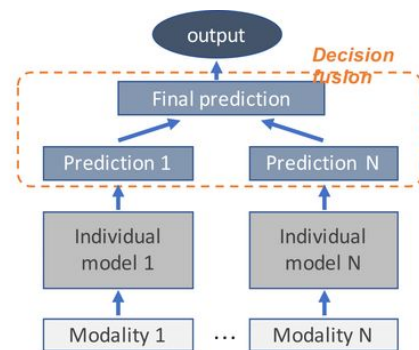 output
Decision
fusion
Final prediction
Prediction 1
Prediction N
Individual
model 1
Individual
model N
Modality 1
...
Modality N